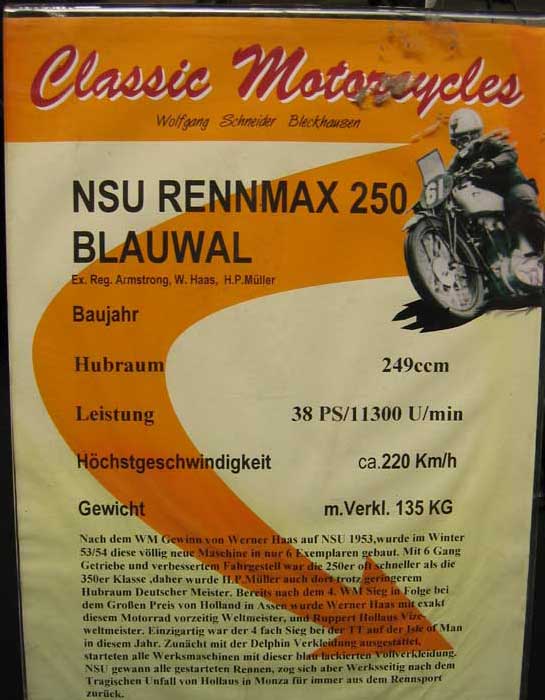 Classic Motorcycles
Wolfgang Schneider Bleckhausen
61
NSU RENNMAX 250
BLAUWAL
Ex. Reg. Armstrong, W. Haas, H.P.Müller
Baujahr
Hubraum 249ccm
Leistung 38 PS/11300 U/min
Höchstgeschwindigkeit ca.220 Km/h
Gewicht m.Verkl. 135 KG
Nach dem WM Gewinn von Werner Haas auf NSU 1953,wurde im Winter
53/54 diese völlig neue Maschine in nur 6 Exemplaren gebaut. Mit 6 Gang
Getriebe und verbesserten Fahrgestell war die 250er oft schneller als die
350er Klasse ,daher wurde H.P.Müller auch dort trotz geringerem
Hubraum Deutscher Meister. Bereits nach dem 4. WM Sieg in Folge bei
dem Großen Preis von Holland in Assen wurde Werner Haas mit exakt
diesem Motorrad vorzeitig Weltmeister, und Ruppert Hollaus Vize-
weltmeister. Einzigartig war der 4 fach Sieg bei der TT auf der Isle of Man
in diesem Jahr. Zunächt mit der Delphin Verkleidung ausgestattet,
starteten alle Werksmaschinen mit dieser blau lackierten Vollverkleidung.
NSU gewann alle gestarteten Rennen, zog sich aber Werksseitig nach dem
Tragischen Unfall von Hollaus in Monza für immer aus dem Rennsport
zurück.